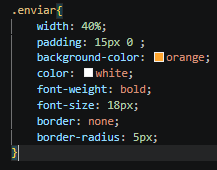 .enviar{
    width: 40%;
    padding: 15px 0 ;
    background-color: orange;
    color: white;
    font-weight: bold;
    font-size: 18px;
    border: none;
    border-radius: 5px;
}